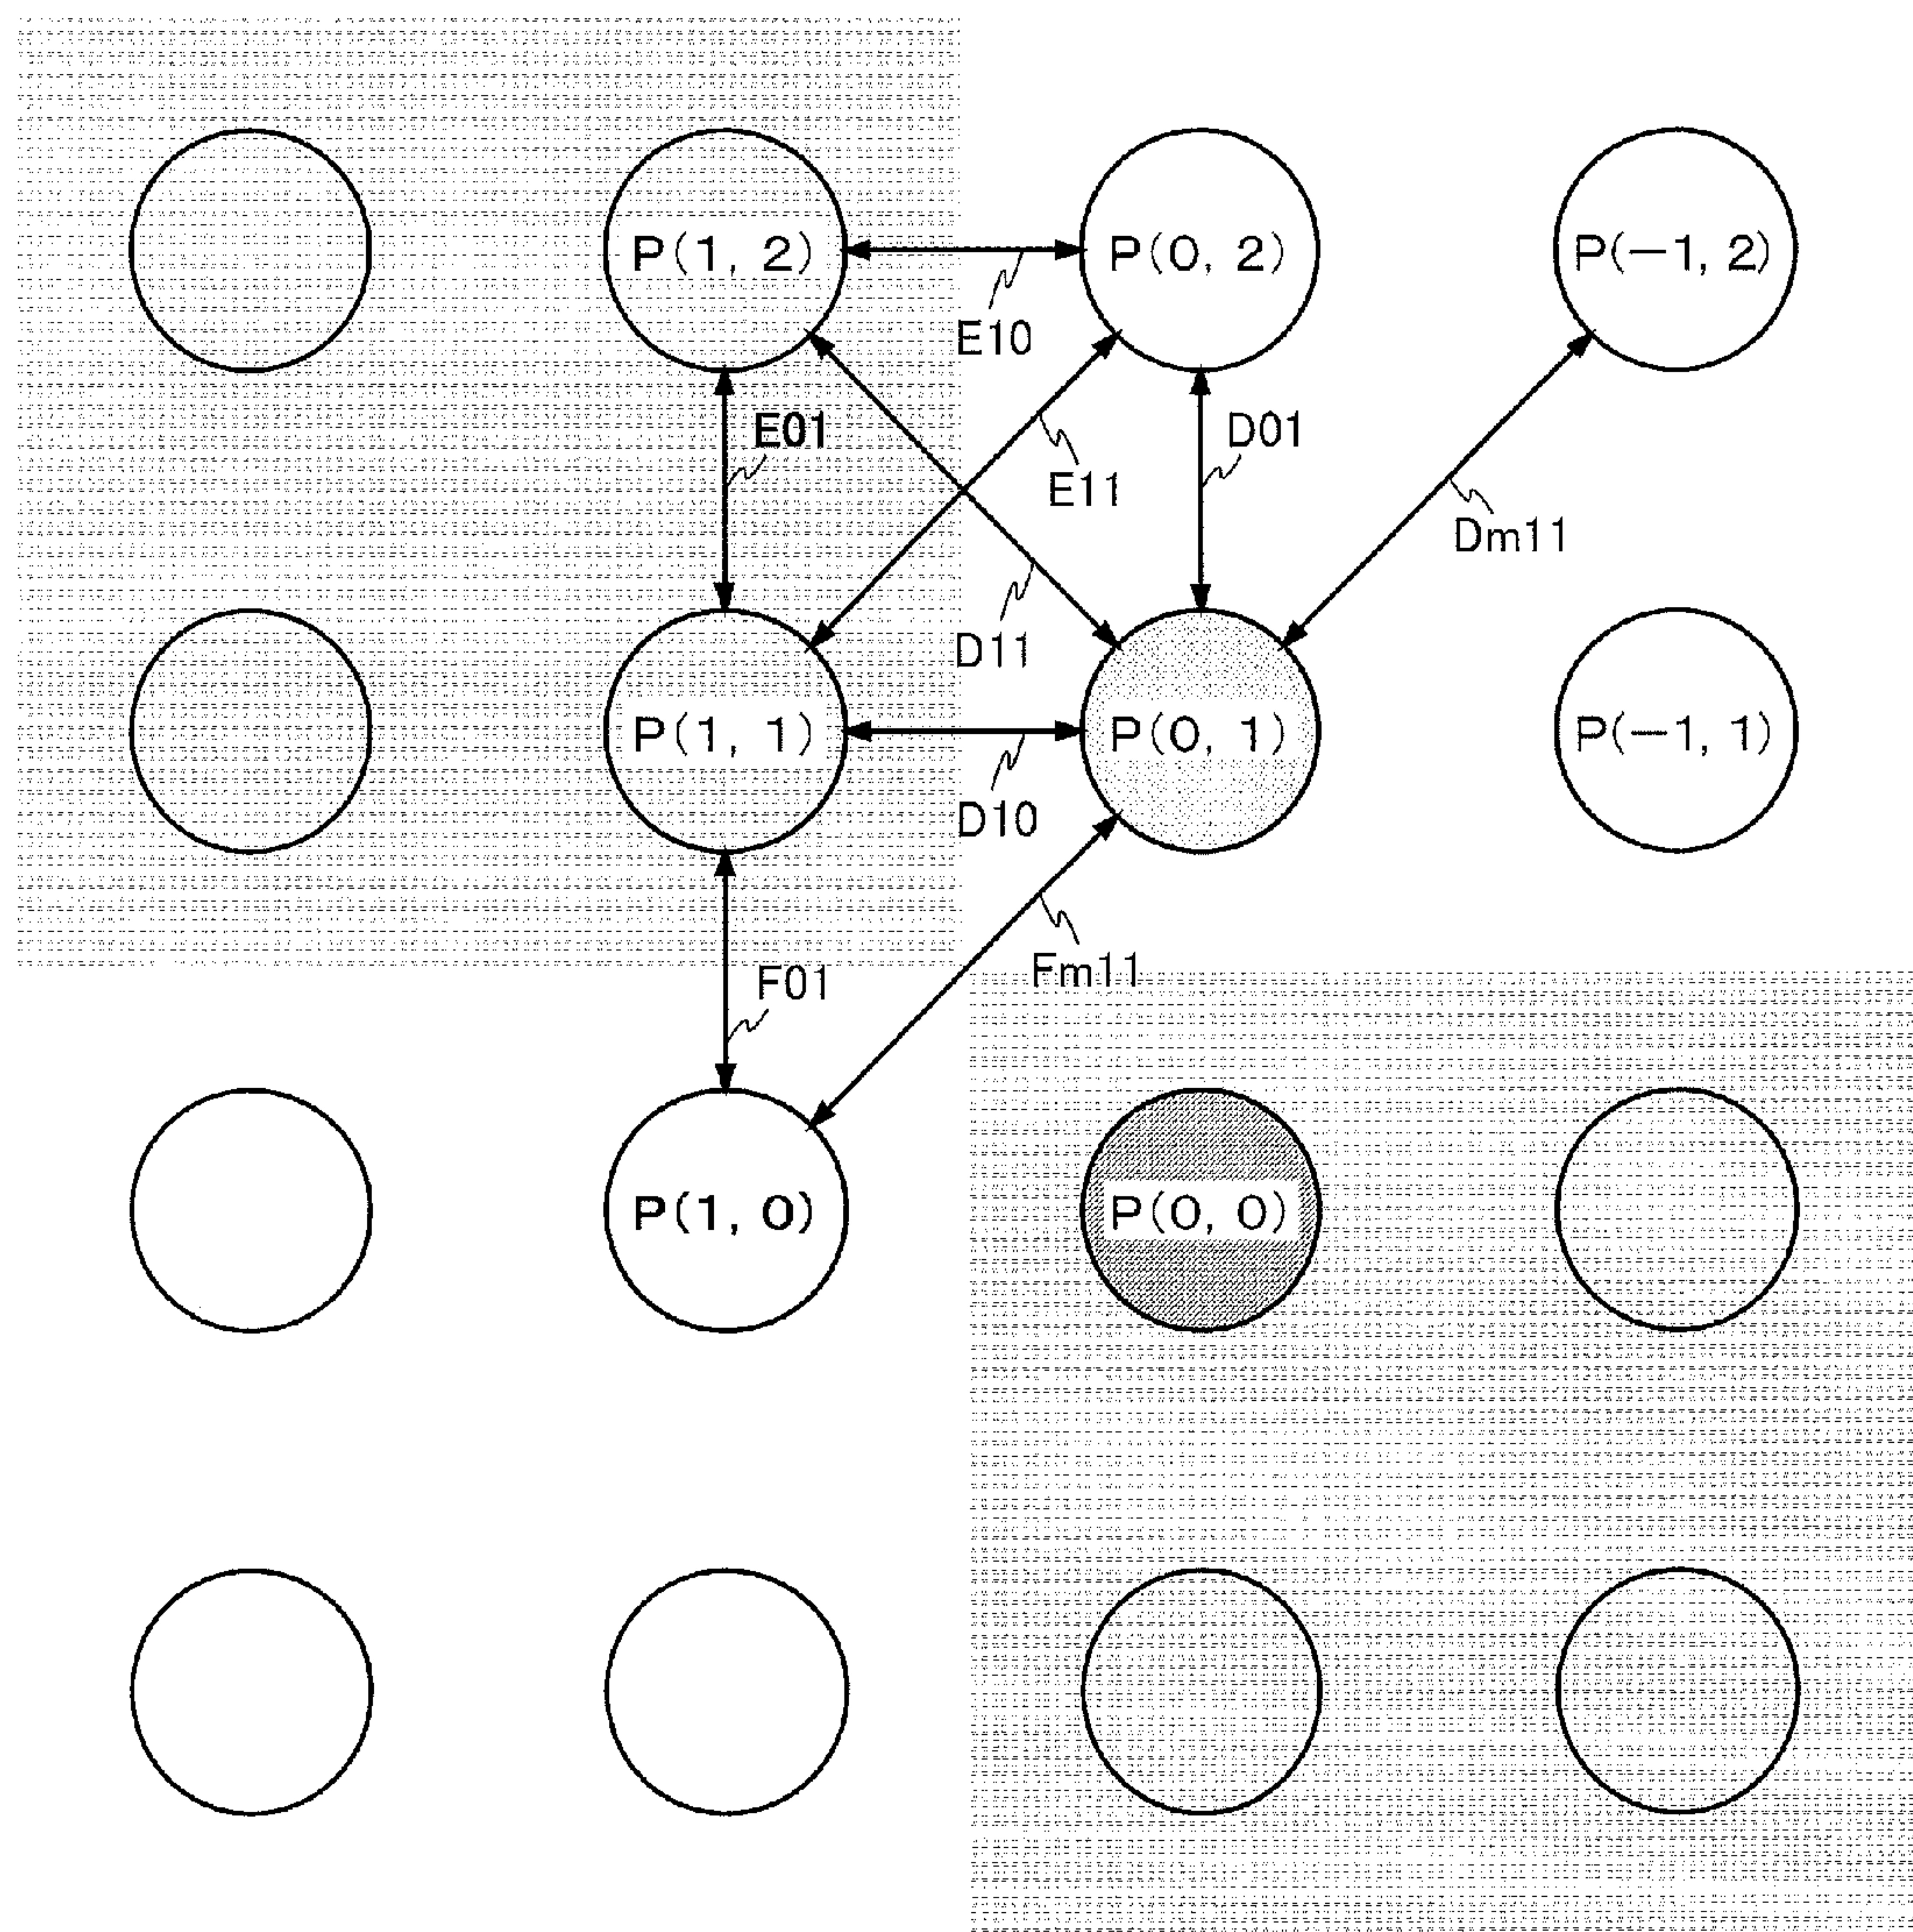 P(1, 2)
P(0, 2)
P(−1, 2)
E10
E01
D01
E11
Dm11
D11
P(1, 1)
P(0, 1)
P(−1, 1)
D10
Fm11
F01
P(1, 0)
P(0, 0)